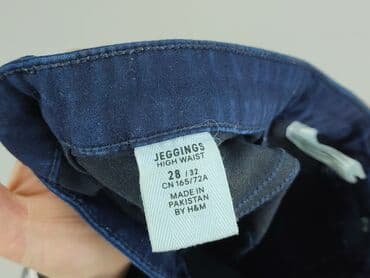 JEGGINGS
HIGH WAIST
28 / 32
CN 165/72A
MADE IN
PAKISTAN
BY H&M